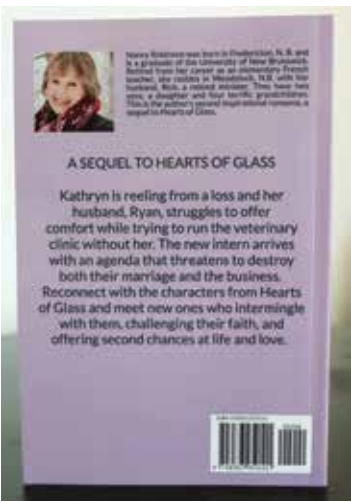 Nancy Robinson was born in Fredericton, N. B. and
is a graduate of the University of New Brunswick.
Retired from her career as an elementary French
teacher, she resides in Woodstock, N.B. with her
husband, Rick, a retired minister. They have two
sons, a daughter and four terrific grandchildren.
This is the author's second inspirational romance, a
sequel to Hearts of Glass.
A SEQUEL TO HEARTS OF GLASS
Kathryn is reeling from a loss and her
husband, Ryan, struggles to offer
comfort while trying to run the veterinary
clinic without her. The new intern arrives
with an agenda that threatens to destroy
both their marriage and the business.
Reconnect with the characters from Hearts
of Glass and meet new ones who intermingle
with them, challenging their faith, and
offering second chances at life and love.